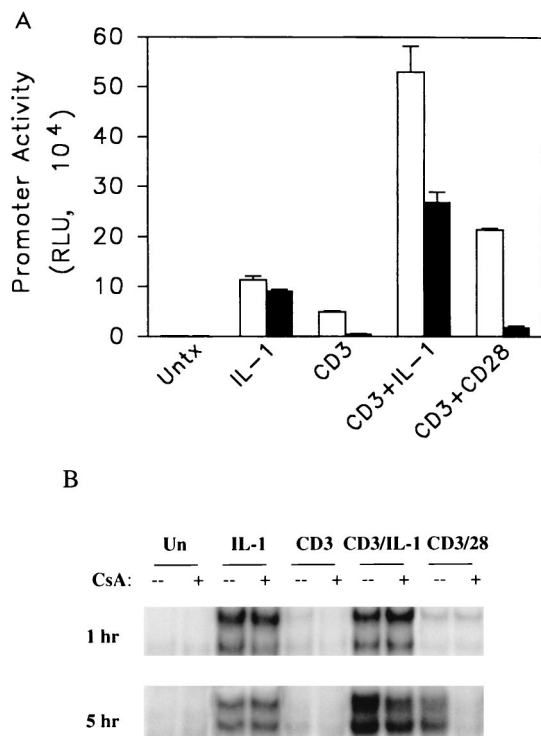 A
Promoter Activity
(RLU, 10⁴)
60
50
40
30
20
10
0
Untx
IL-1
CD3
CD3+IL-1
CD3+CD28
B
Un IL-1 CD3 CD3/IL-1 CD3/28
CsA: -- + -- + -- + -- + -- +
1 hr
5 hr